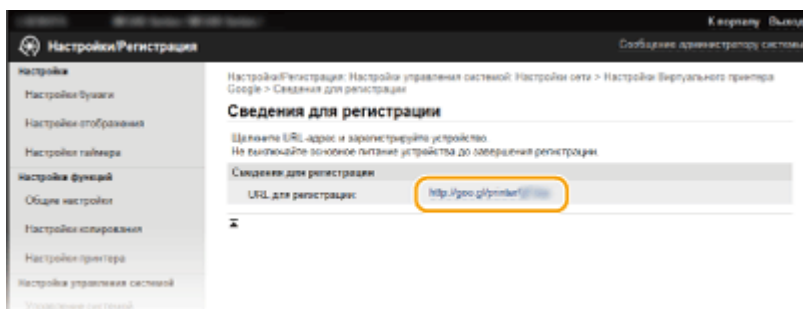 К порталу Выход
Настройки/Регистрация
Сообщение администратору системы
Настройки
Настройки бумаги
Настройки отображения
Настройки таймера
Настройки функций
Общие настройки
Настройки копирования
Настройки принтера
Настройки управления системой
Управление системой
Настройки/Регистрация: Настройки управления системой: Настройки сети > Настройки Виртуального принтера
Google > Сведения для регистрации
Сведения для регистрации
Щелкните URL-адрес и зарегистрируйте устройство.
Не выключайте основное питание устройства до завершения регистрации.
Сведения для регистрации
URL для регистрации: http://goo.gl/printer/